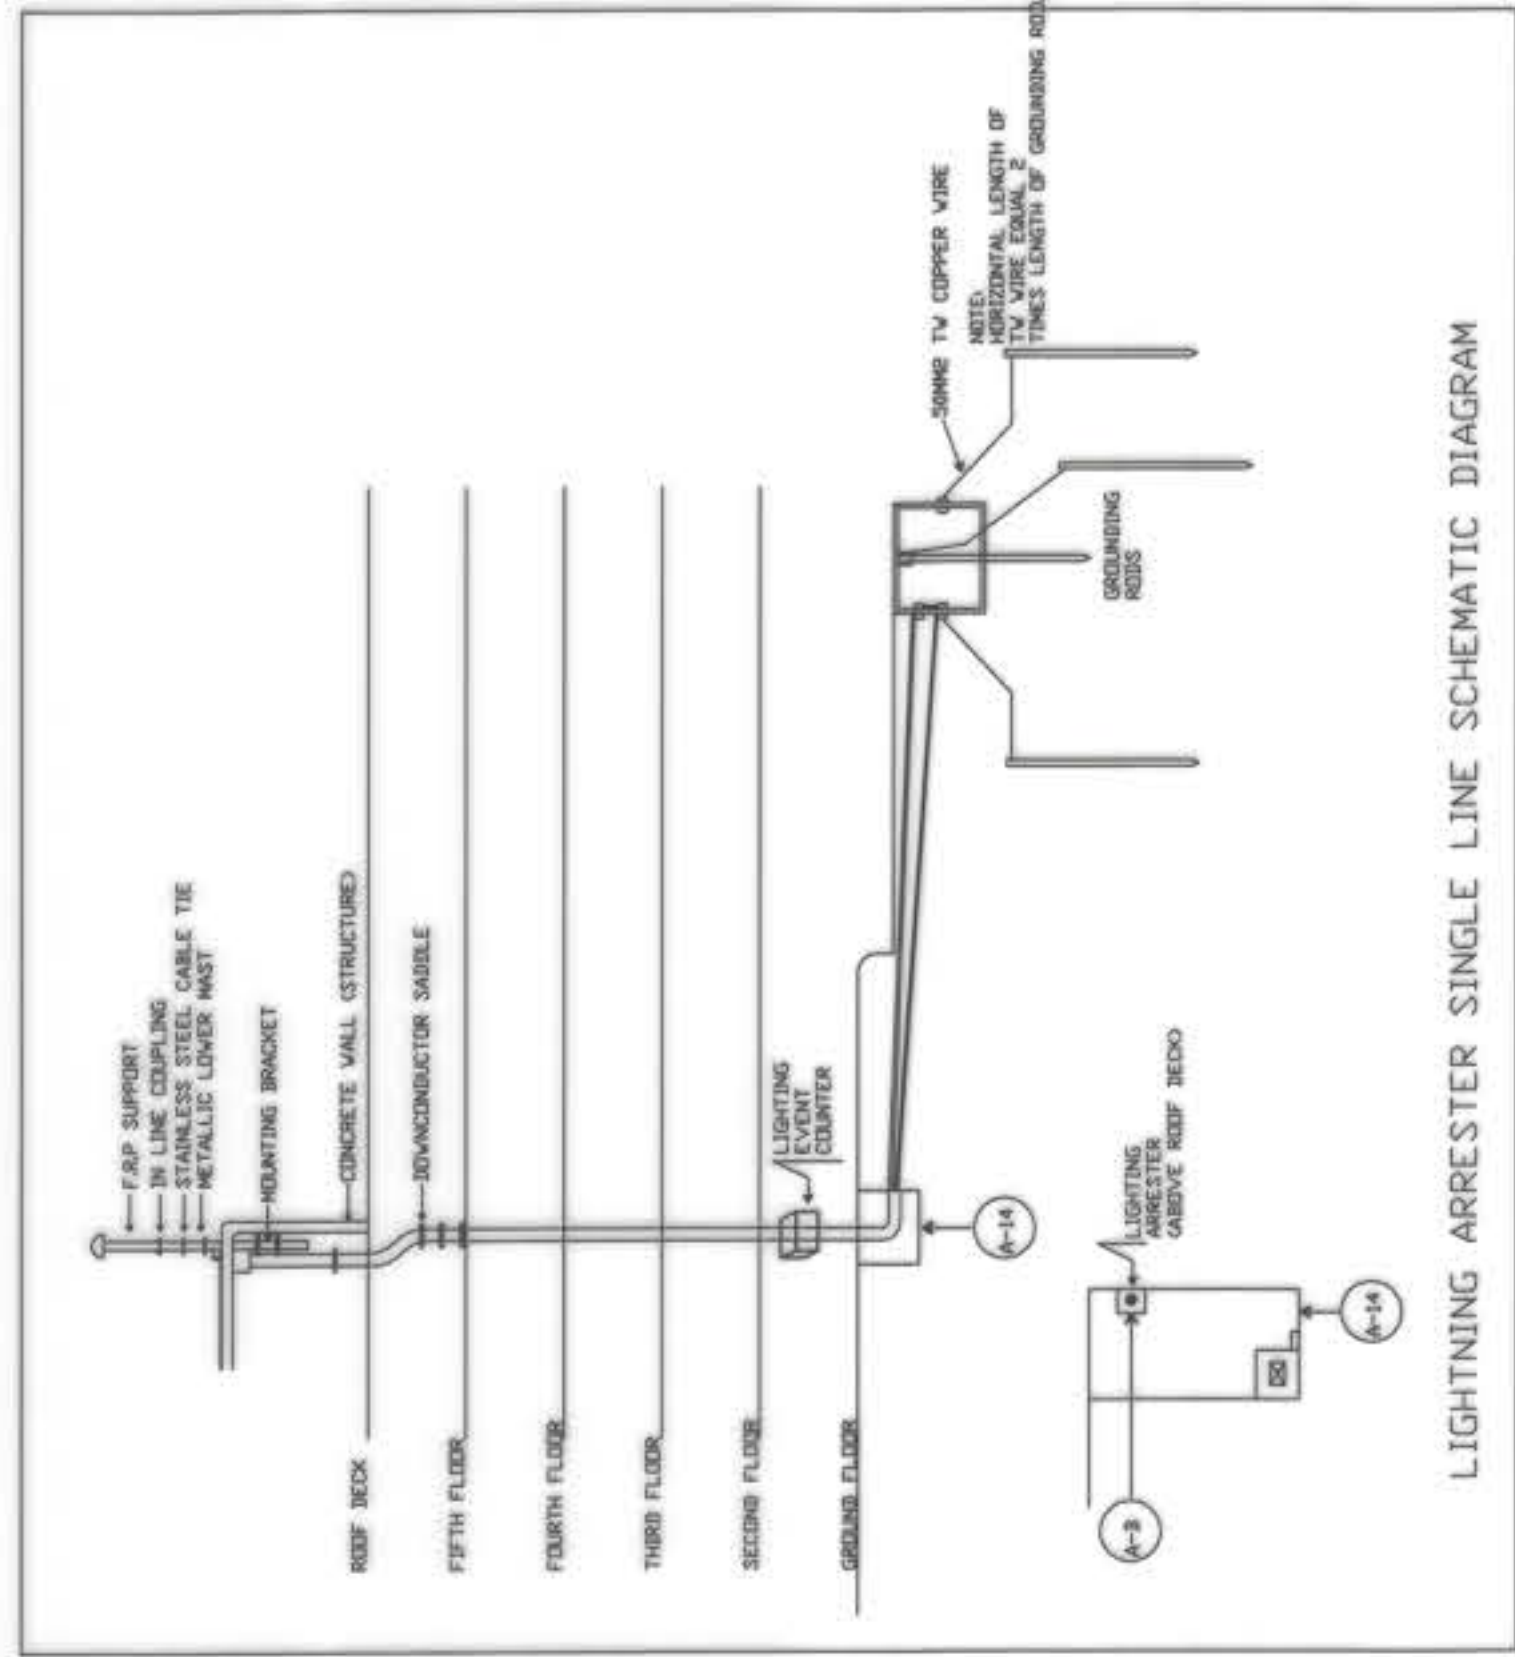 F.R.P SUPPORT
IN LINE COUPLING
STAINLESS STEEL CABLE TIE
METALLIC LOWER MAST
MOUNTING BRACKET
CONCRETE WALL (STRUCTURE)
ROOF DECK
DOWNCONDUCTOR SADDLE
FIFTH FLOOR
FOURTH FLOOR
THIRD FLOOR
SECOND FLOOR
LIGHTING
EVENT
COUNTER
GROUND FLOOR
A-14
50MM2 TW COPPER WIRE
NOTE:
HORIZONTAL LENGTH OF
TW WIRE EQUAL 2
TIMES LENGTH OF GROUNDING ROD.
GROUNDING
RODS
LIGHTING
ARRESTER
(ABOVE ROOF DECK)
A-3
A-14
LIGHTNING ARRESTER SINGLE LINE SCHEMATIC DIAGRAM